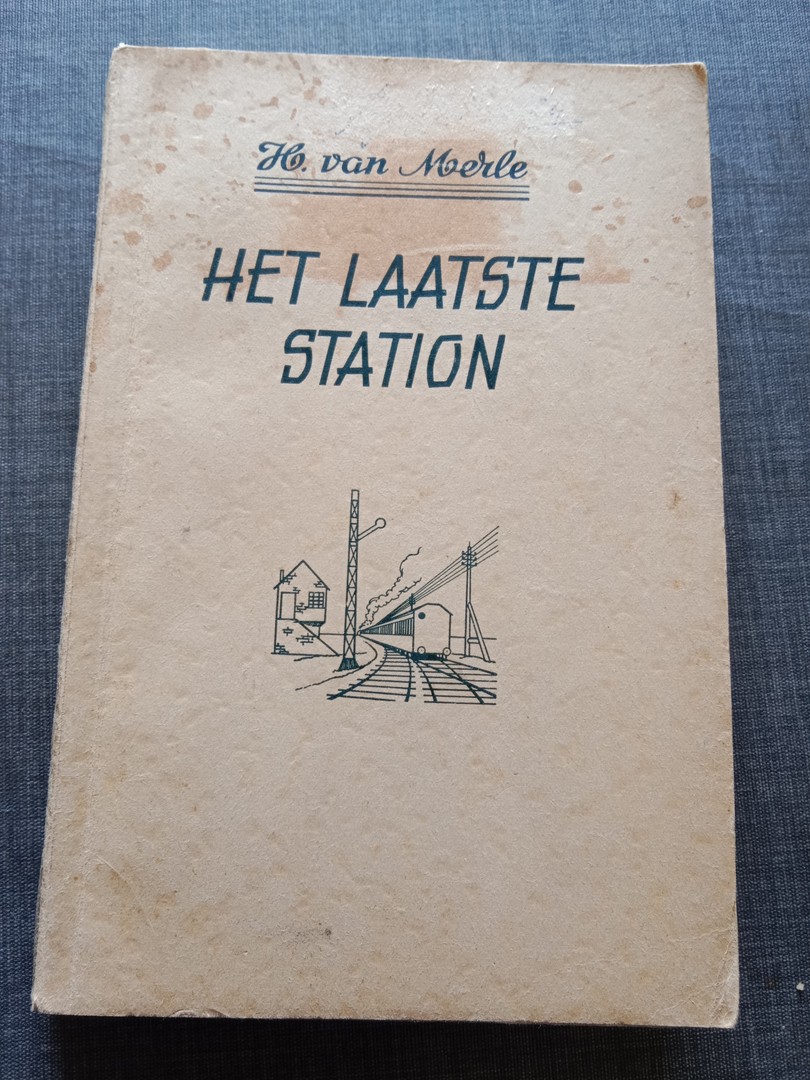 H. van Merle
HET LAATSTE
STATION